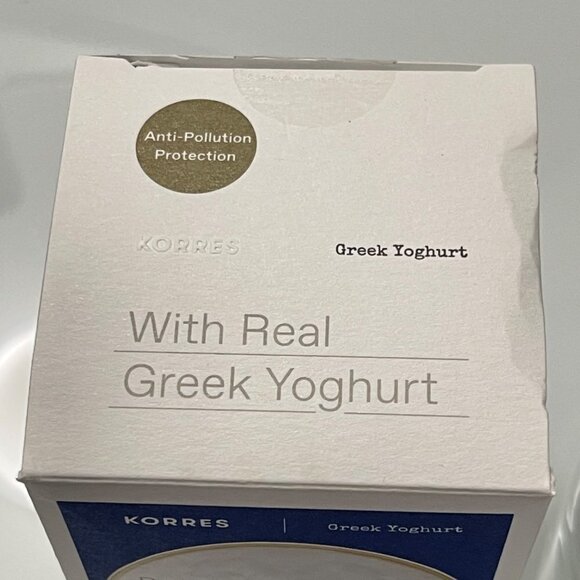 Anti-Pollution
Protection
KORRES
Greek Yoghurt
With Real
Greek Yoghurt
KORRES
Greek Yoghurt